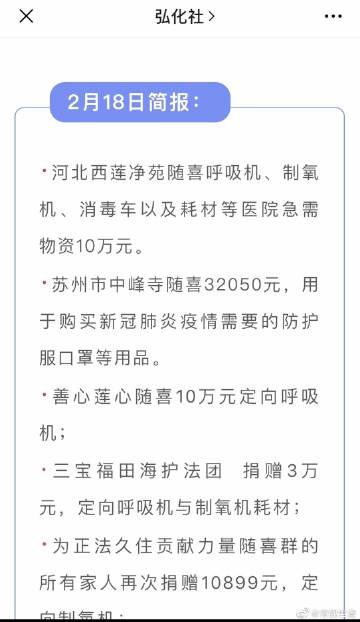 弘化社
2月18日简报：
·河北西莲净苑随喜呼吸机、制氧
机、消毒车以及耗材等医院急需
物资10万元。
·苏州市中峰寺随喜32050元，用
于购买新冠肺炎疫情需要的防护
服口罩等用品。
·善心莲心随喜10万元定向呼吸
机；
·三宝福田海护法团 捐赠3万
元，定向呼吸机与制氧机耗材；
·为正法久住贡献力量随喜群的
所有家人再次捐赠10899元，定
向制氧机；